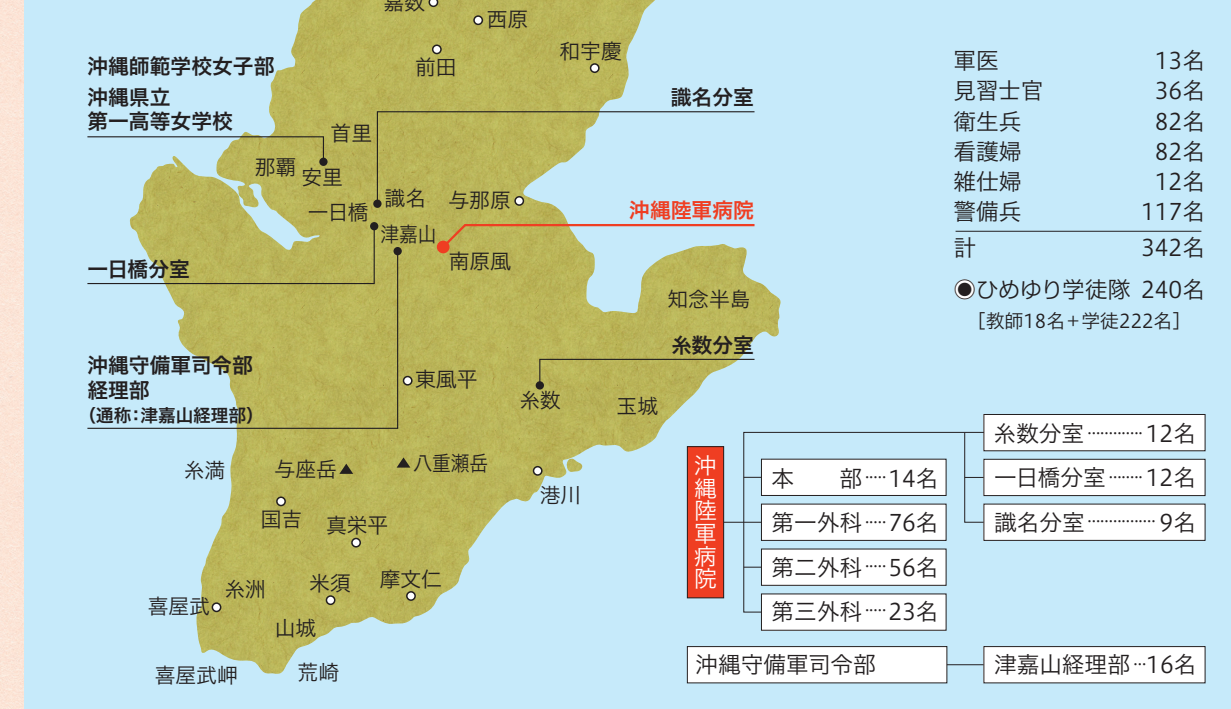 嘉数
西原
前田
和宇慶
沖縄師範学校女子部
沖縄県立
第一高等女学校
識名分室
首里
那覇
安里
識名
与那原
沖縄陸軍病院
一日橋
津嘉山
南原風
一日橋分室
知念半島
糸数分室
沖縄守備軍司令部
経理部
(通称:津嘉山経理部)
東風平
糸数
玉城
糸満
与座岳▲
▲八重瀬岳
港川
国吉
真栄平
糸洲
米須
摩文仁
喜屋武
山城
喜屋武岬
荒崎
軍医 13名
見習士官 36名
衛生兵 82名
看護婦 82名
雑仕婦 12名
警備兵 117名
計 342名
◉ひめゆり学徒隊 240名
[教師18名+学徒222名]
沖縄陸軍病院
本 部·····14名
第一外科·····76名
第二外科·····56名
第三外科·····23名
糸数分室············12名
一日橋分室·······12名
識名分室···············9名
沖縄守備軍司令部
津嘉山経理部···16名